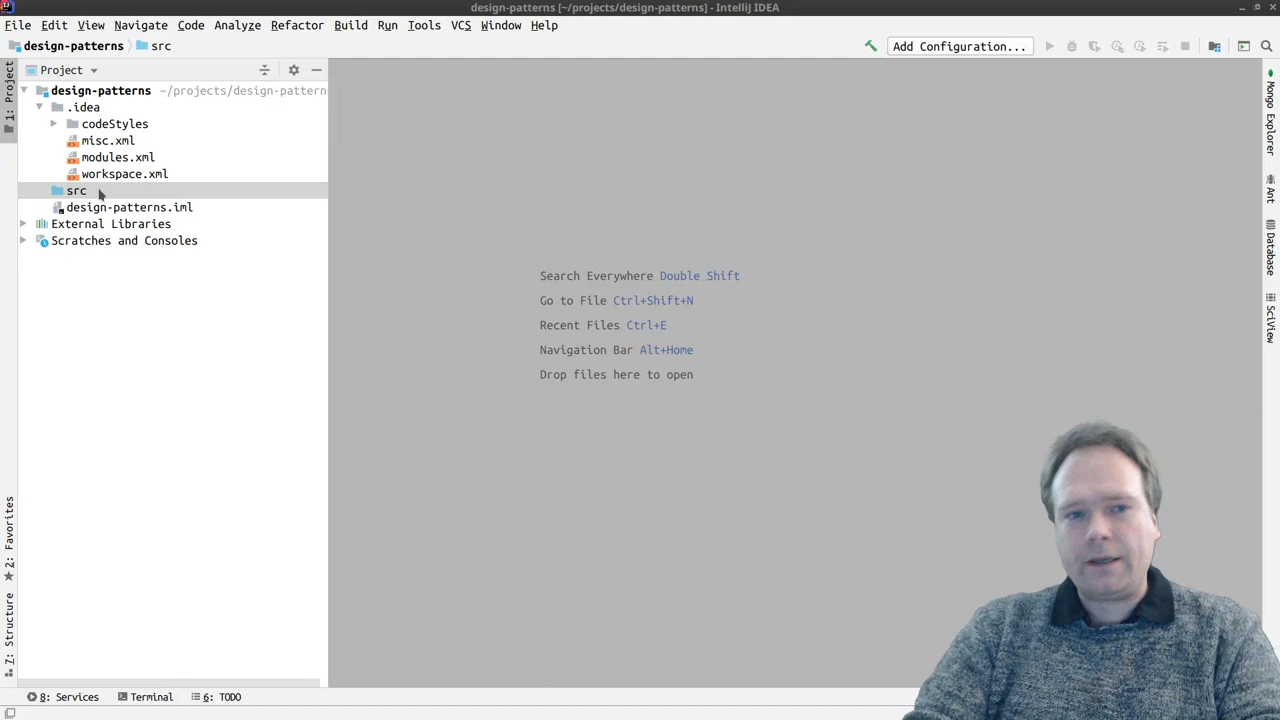 design-patterns [~/projects/design-patterns] - IntelliJ IDEA
File Edit View Navigate Code Analyze Refactor Build Run Tools VCS Window Help
design-patterns src
Add Configuration...
1: Project
Project
design-patterns ~/projects/design-pattern
.idea
codeStyles
misc.xml
modules.xml
workspace.xml
src
design-patterns.iml
External Libraries
Scratches and Consoles
Search Everywhere Double Shift
Go to File Ctrl+Shift+N
Recent Files Ctrl+E
Navigation Bar Alt+Home
Drop files here to open
Mongo Explorer
Ant
Database
SciView
2: Favorites
7: Structure
8: Services
Terminal
6: TODO